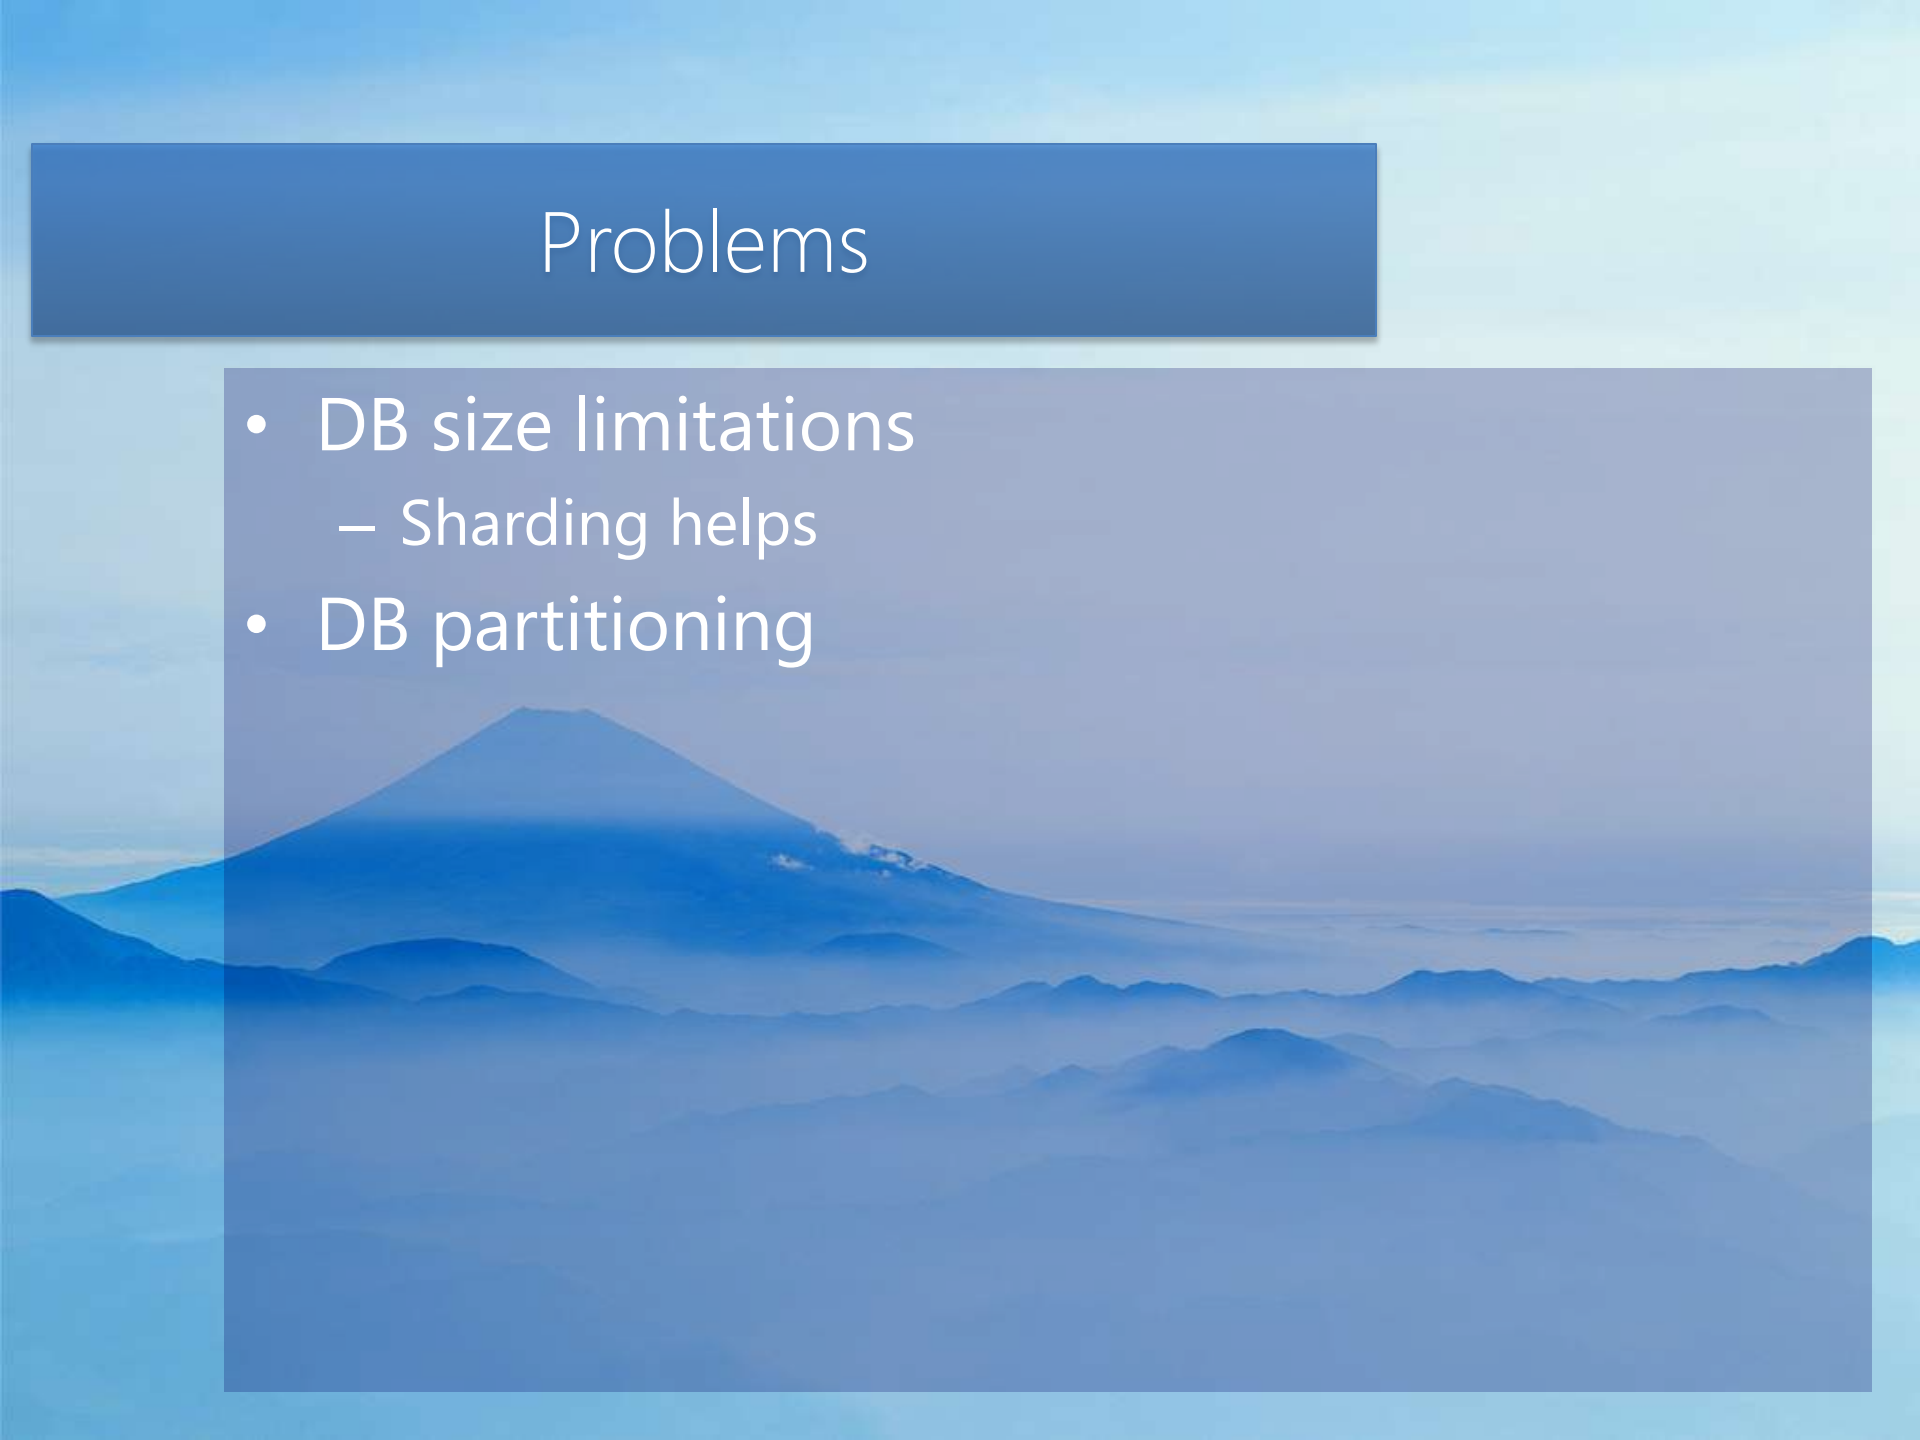 Problems
• DB size limitations
– Sharding helps
• DB partitioning